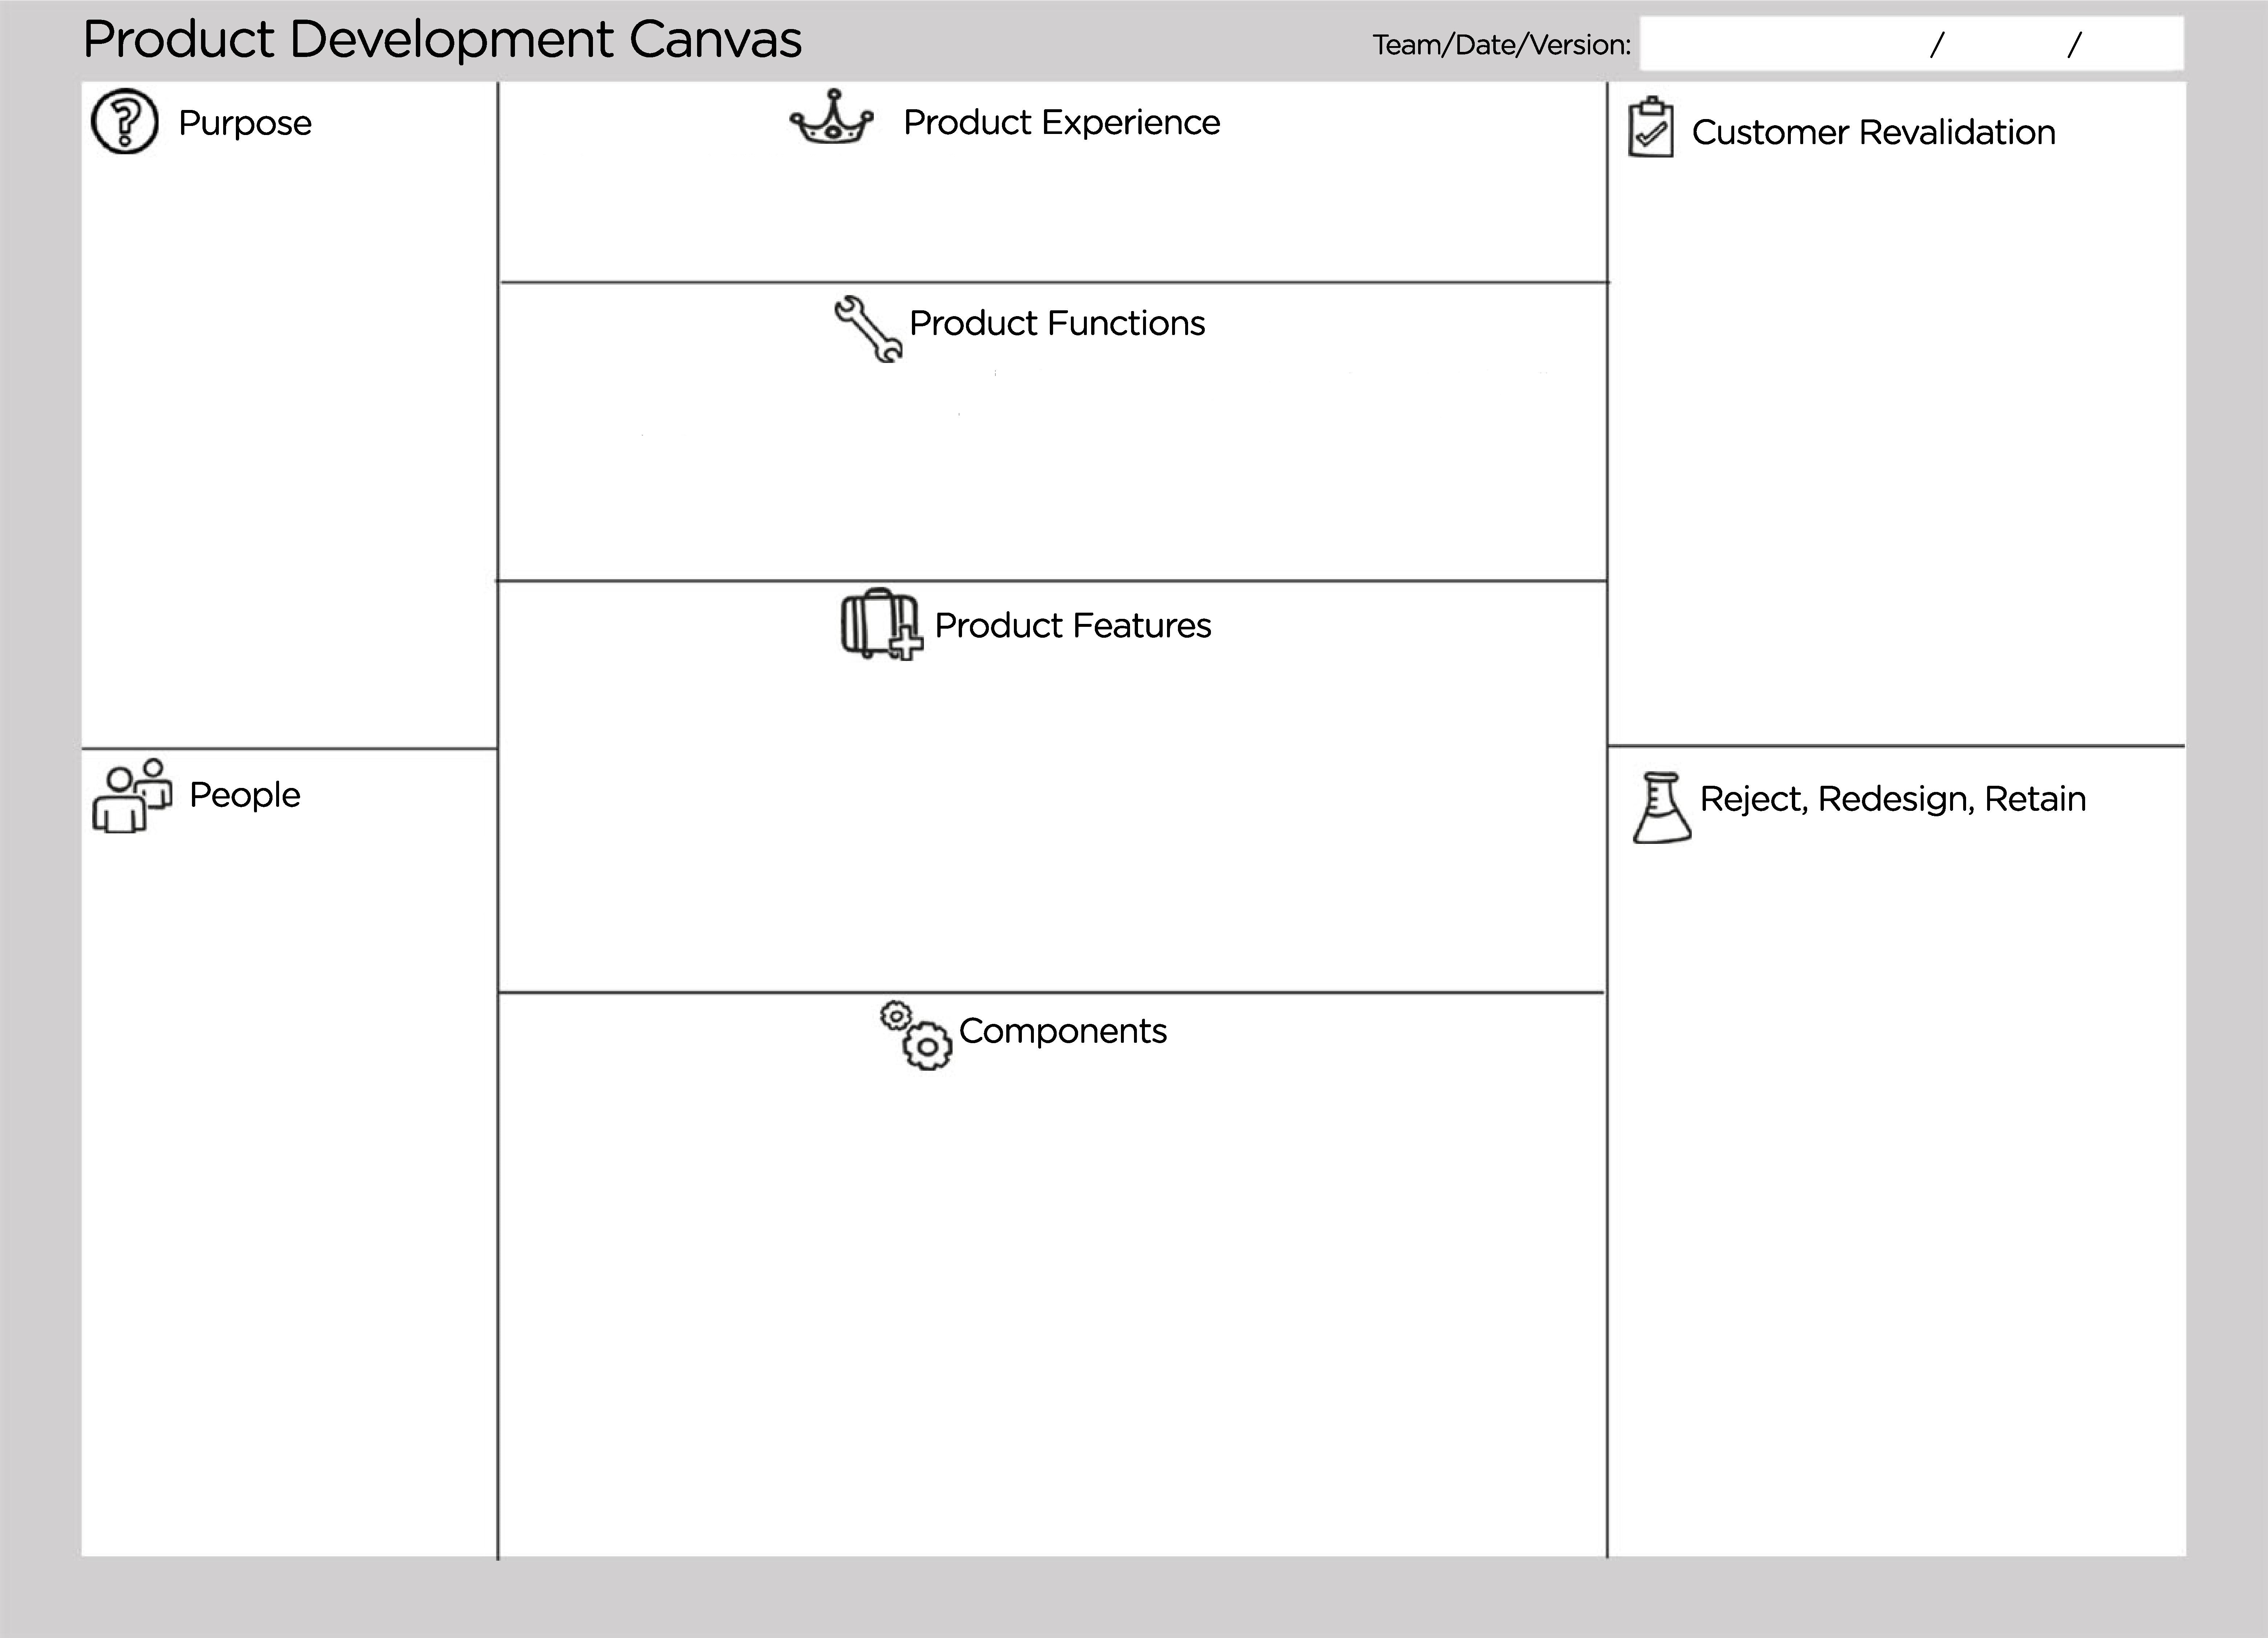 Product Development Canvas
Team/Date/Version: / /
Purpose
Product Experience
Customer Revalidation
Product Functions
Product Features
People
Reject, Redesign, Retain
Components